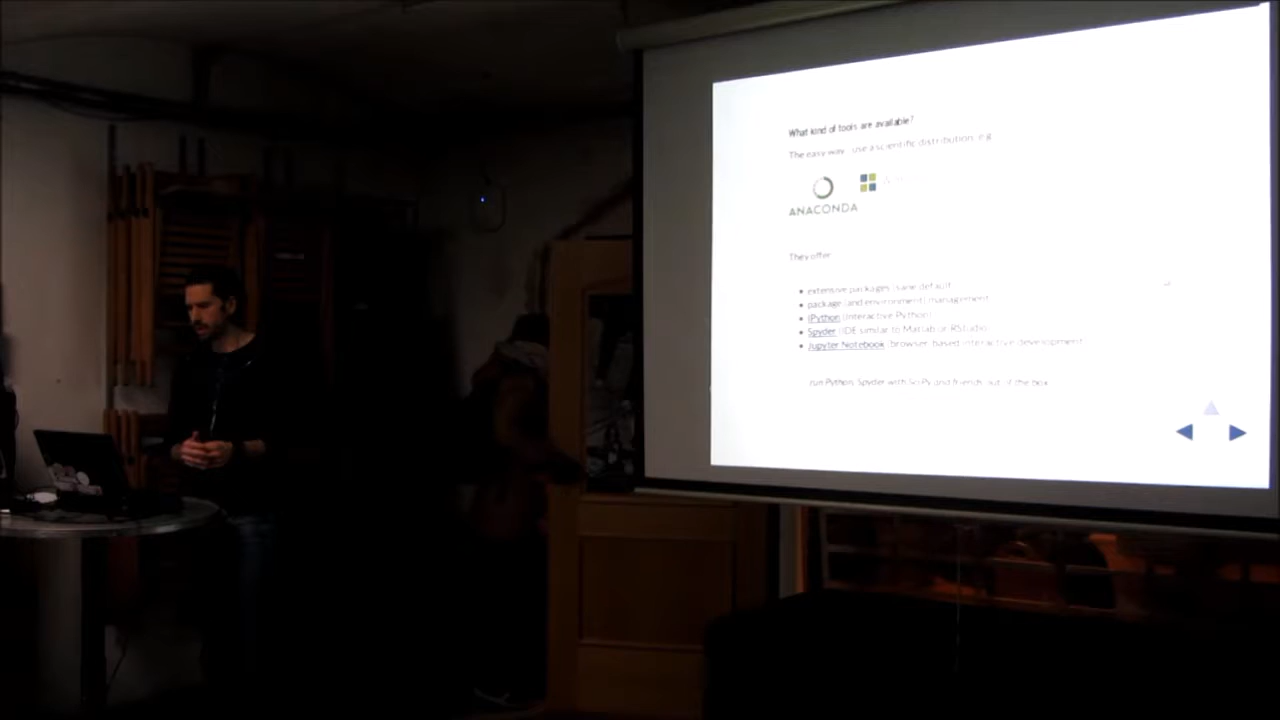 What kind of tools are available?
The easy way - use a scientific distribution, e.g.
ANACONDA
They offer
extensive packages (sane default
package (and environment) management
IPython (Interactive Python)
Spyder (IDE similar to Matlab or RStudio)
Jupyter Notebook (browser-based interactive development
run Python, Spyder with SciPy and friends out of the box